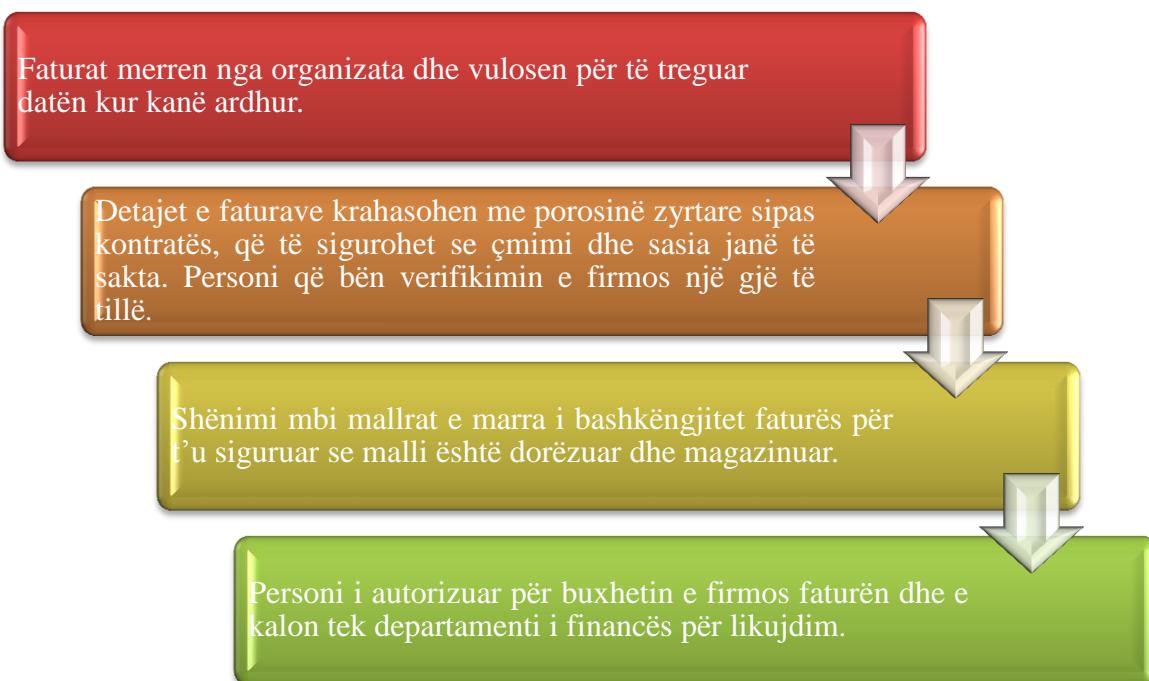 Faturat merren nga organizata dhe vulosen për të treguar
datën kur kanë ardhur.
Detajet e faturave krahasohen me porosinë zyrtare sipas
kontratës, që të sigurohet se çmimi dhe sasia janë të
sakta. Personi që bën verifikimin e firmos një gjë të
tillë.
Shënimi mbi mallrat e marra i bashkëngjitet faturës për
t’u siguruar se malli është dorëzuar dhe magazinuar.
Personi i autorizuar për buxhetin e firmos faturën dhe e
kalon tek departamenti i financës për likujdim.